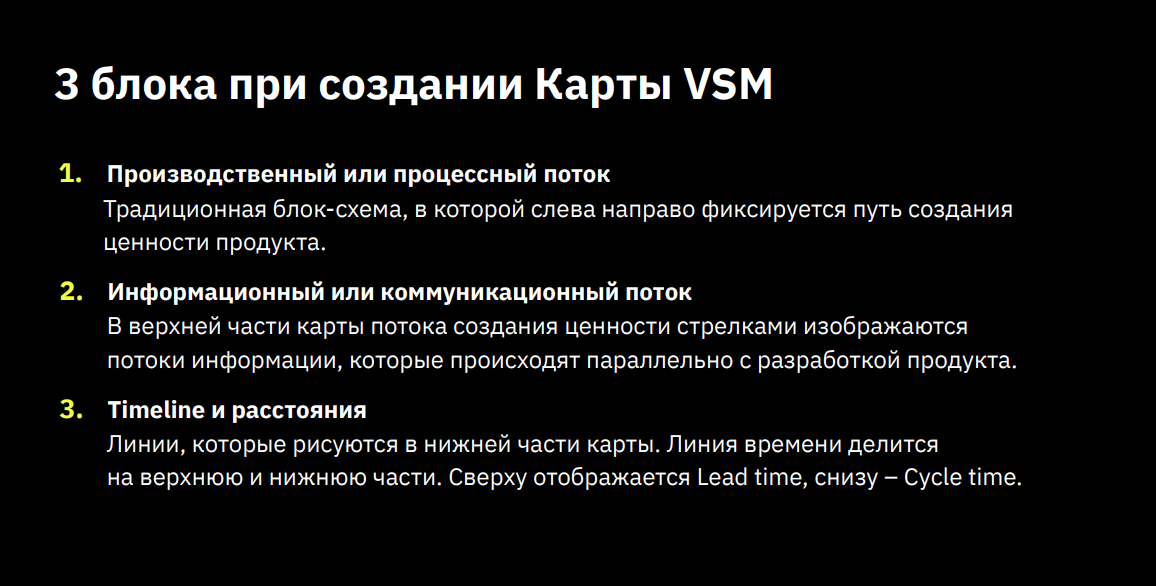 3 блока при создании Карты VSM
1. Производственный или процессный поток
Традиционная блок-схема, в которой слева направо фиксируется путь создания
ценности продукта.
2. Информационный или коммуникационный поток
В верхней части карты потока создания ценности стрелками изображаются
потоки информации, которые происходят параллельно с разработкой продукта.
3. Timeline и расстояния
Линии, которые рисуются в нижней части карты. Линия времени делится
на верхнюю и нижнюю части. Сверху отображается Lead time, снизу – Cycle time.